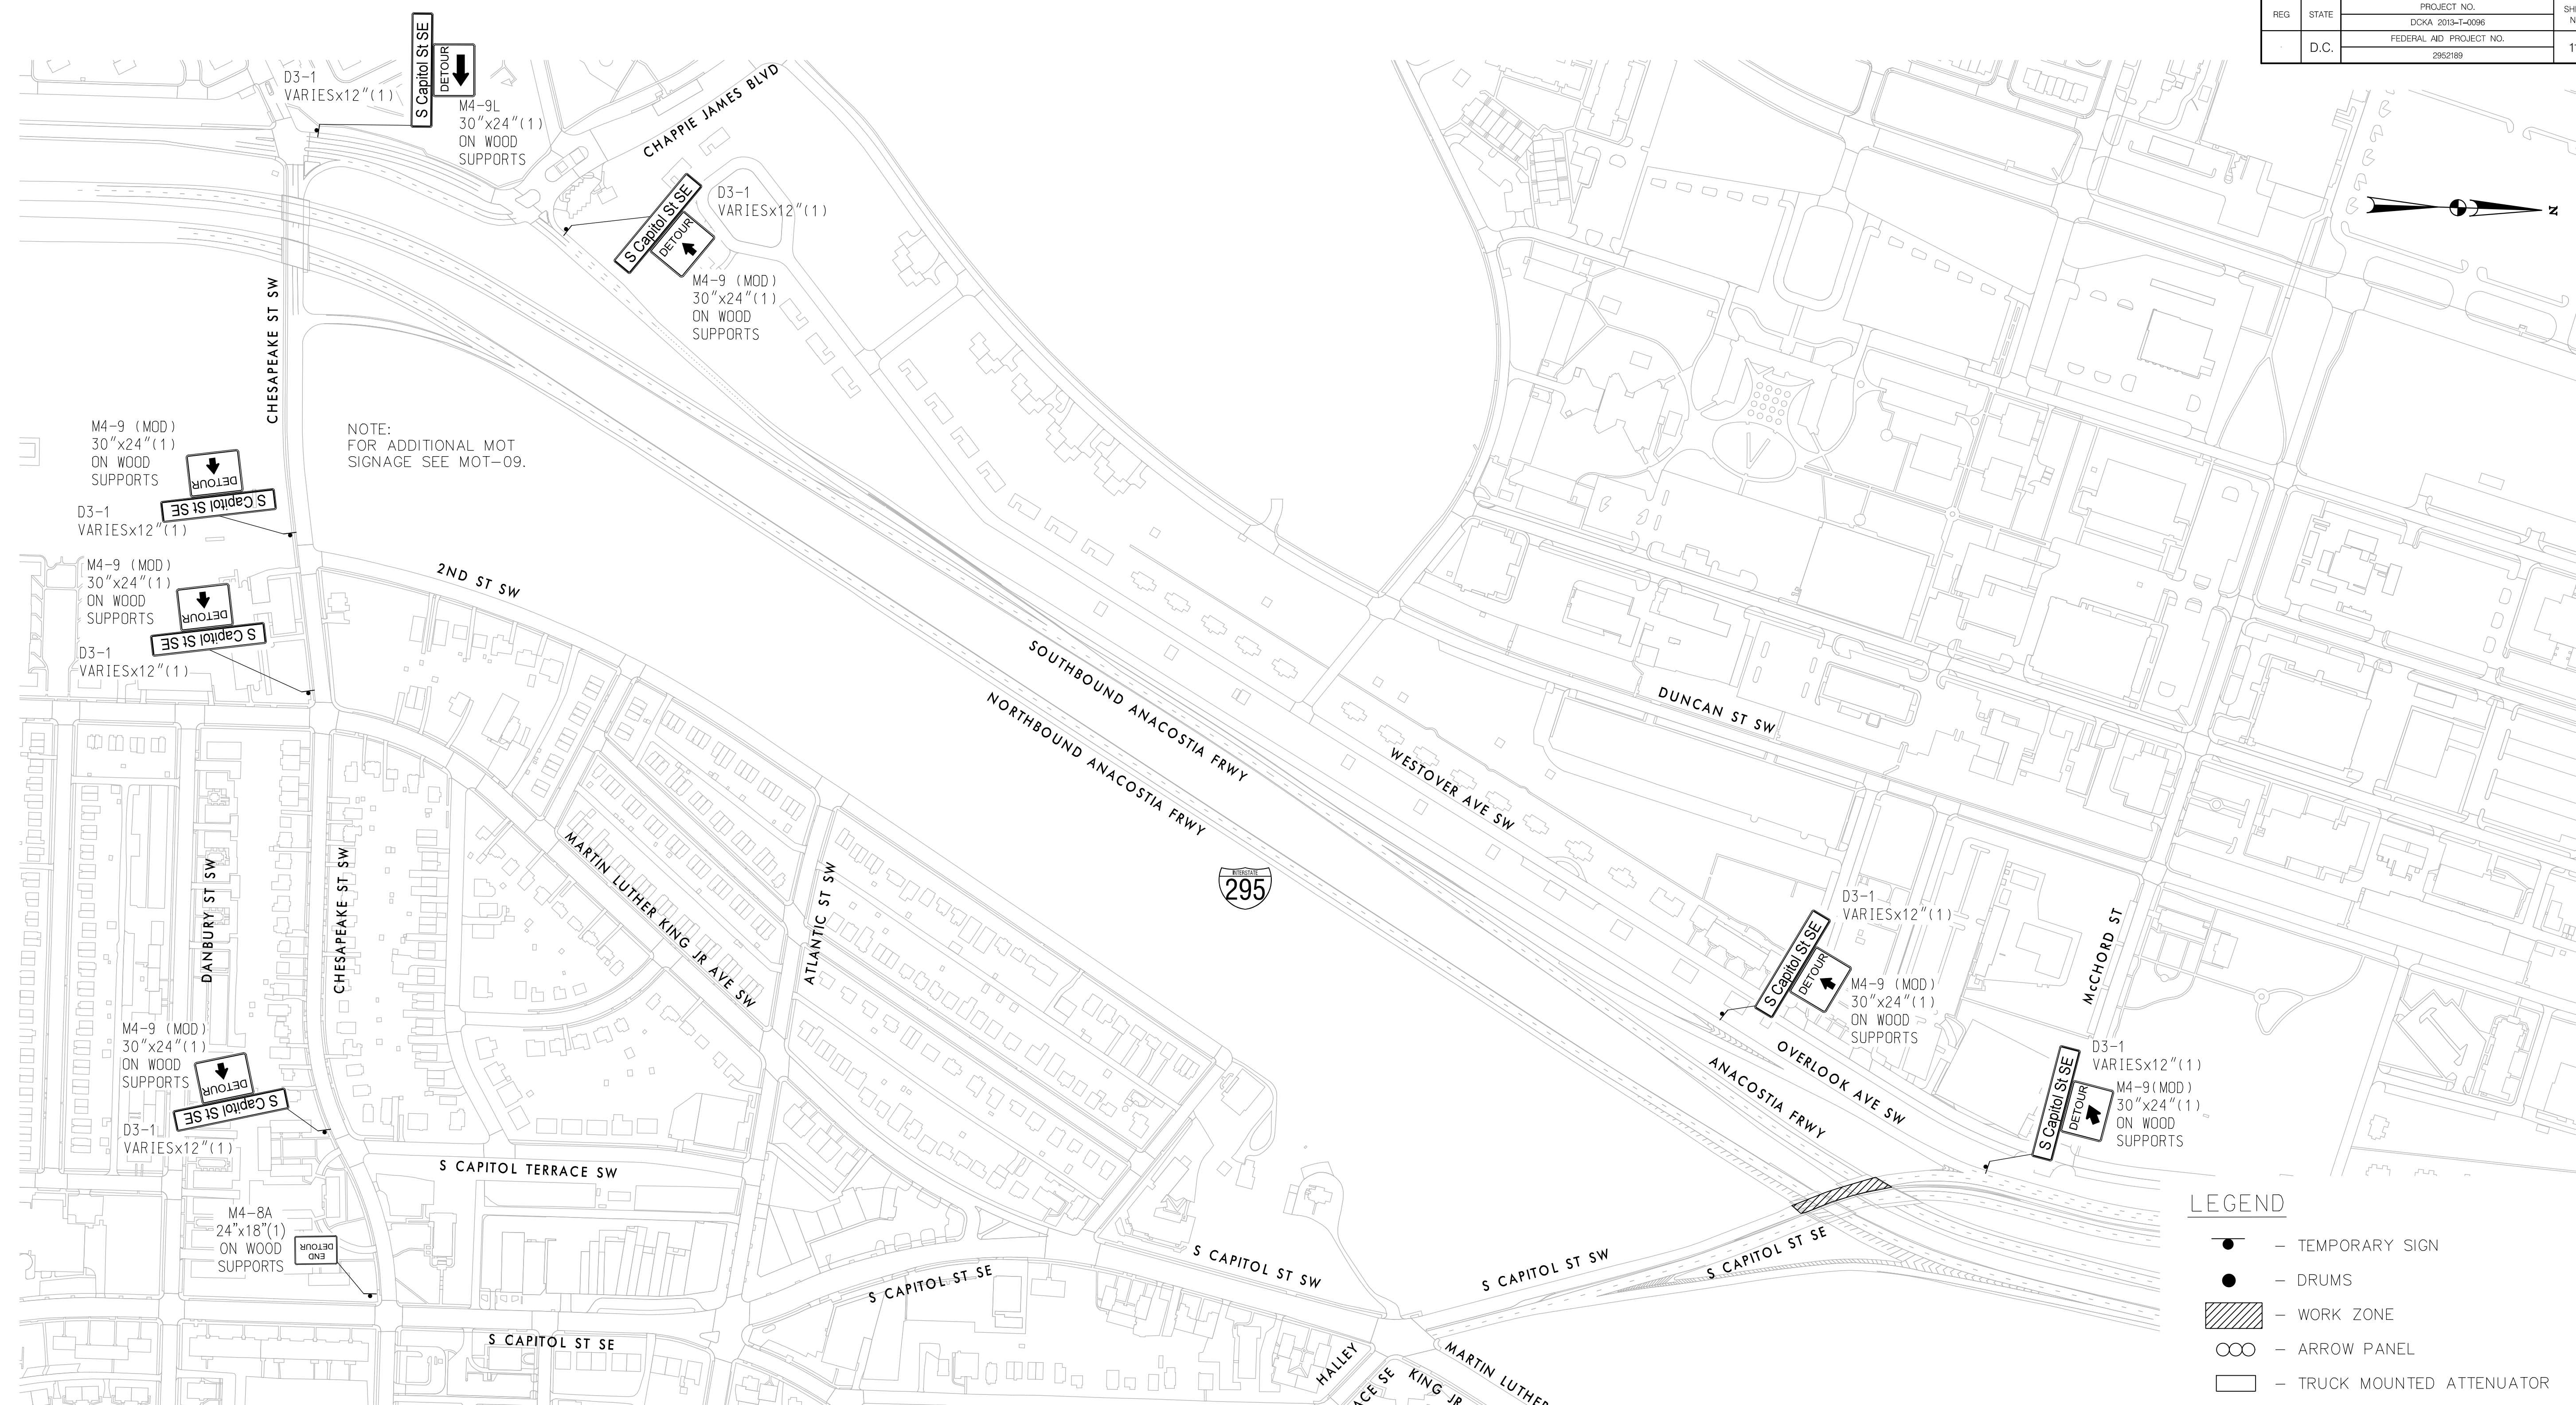 REG
STATE
PROJECT NO.
DCKA 2013-T-0096
D.C.
FEDERAL AID PROJECT NO.
2952189
S Capitol St SE
DETOUR
D3-1
VARIESx12"(1)
M4-9L
30"x24"(1)
ON WOOD
SUPPORTS
CHAPPIE JAMES BLVD
S Capitol St SE
DETOUR
D3-1
VARIESx12"(1)
M4-9 (MOD)
30"x24"(1)
ON WOOD
SUPPORTS
N
CHESAPEAKE ST SW
NOTE:
FOR ADDITIONAL MOT
SIGNAGE SEE MOT-09.
M4-9 (MOD)
30"x24"(1)
ON WOOD
SUPPORTS
DETOUR
S Capitol St SE
D3-1
VARIESx12"(1)
M4-9 (MOD)
30"x24"(1)
ON WOOD
SUPPORTS
DETOUR
S Capitol St SE
D3-1
VARIESx12"(1)
2ND ST SW
SOUTHBOUND ANACOSTIA FRWY
NORTHBOUND ANACOSTIA FRWY
DUNCAN ST SW
WESTOVER AVE SW
INTERSTATE
295
DANBURY ST SW
CHESAPEAKE ST SW
MARTIN LUTHER KING JR AVE SW
ATLANTIC ST SW
D3-1
VARIESx12"(1)
S Capitol St SE
DETOUR
M4-9 (MOD)
30"x24"(1)
ON WOOD
SUPPORTS
McCHORD ST
OVERLOOK AVE SW
ANACOSTIA FRWY
D3-1
VARIESx12"(1)
S Capitol St SE
DETOUR
M4-9(MOD)
30"x24"(1)
ON WOOD
SUPPORTS
M4-9 (MOD)
30"x24"(1)
ON WOOD
SUPPORTS
DETOUR
S Capitol St SE
D3-1
VARIESx12"(1)
S CAPITOL TERRACE SW
M4-8A
24"x18"(1)
ON WOOD
SUPPORTS
END
DETOUR
S CAPITOL ST SE
S CAPITOL ST SE
S CAPITOL ST SW
S CAPITOL ST SW
S CAPITOL ST SE
HALLEY
ACE SE
KING JR
MARTIN LUTHER
LEGEND
- TEMPORARY SIGN
- DRUMS
- WORK ZONE
- ARROW PANEL
- TRUCK MOUNTED ATTENUATOR